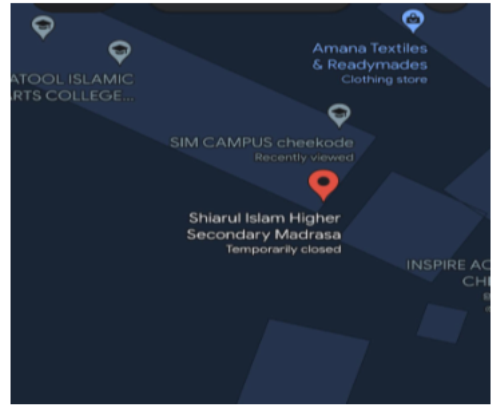 Amana Textiles
& Readymades
Clothing store
ATOOL ISLAMIC
RTS COLLEGE...
SIM CAMPUS cheekode
Recently viewed
Shiarul Islam Higher
Secondary Madrasa
Temporarily closed
INSPIRE AC
CH